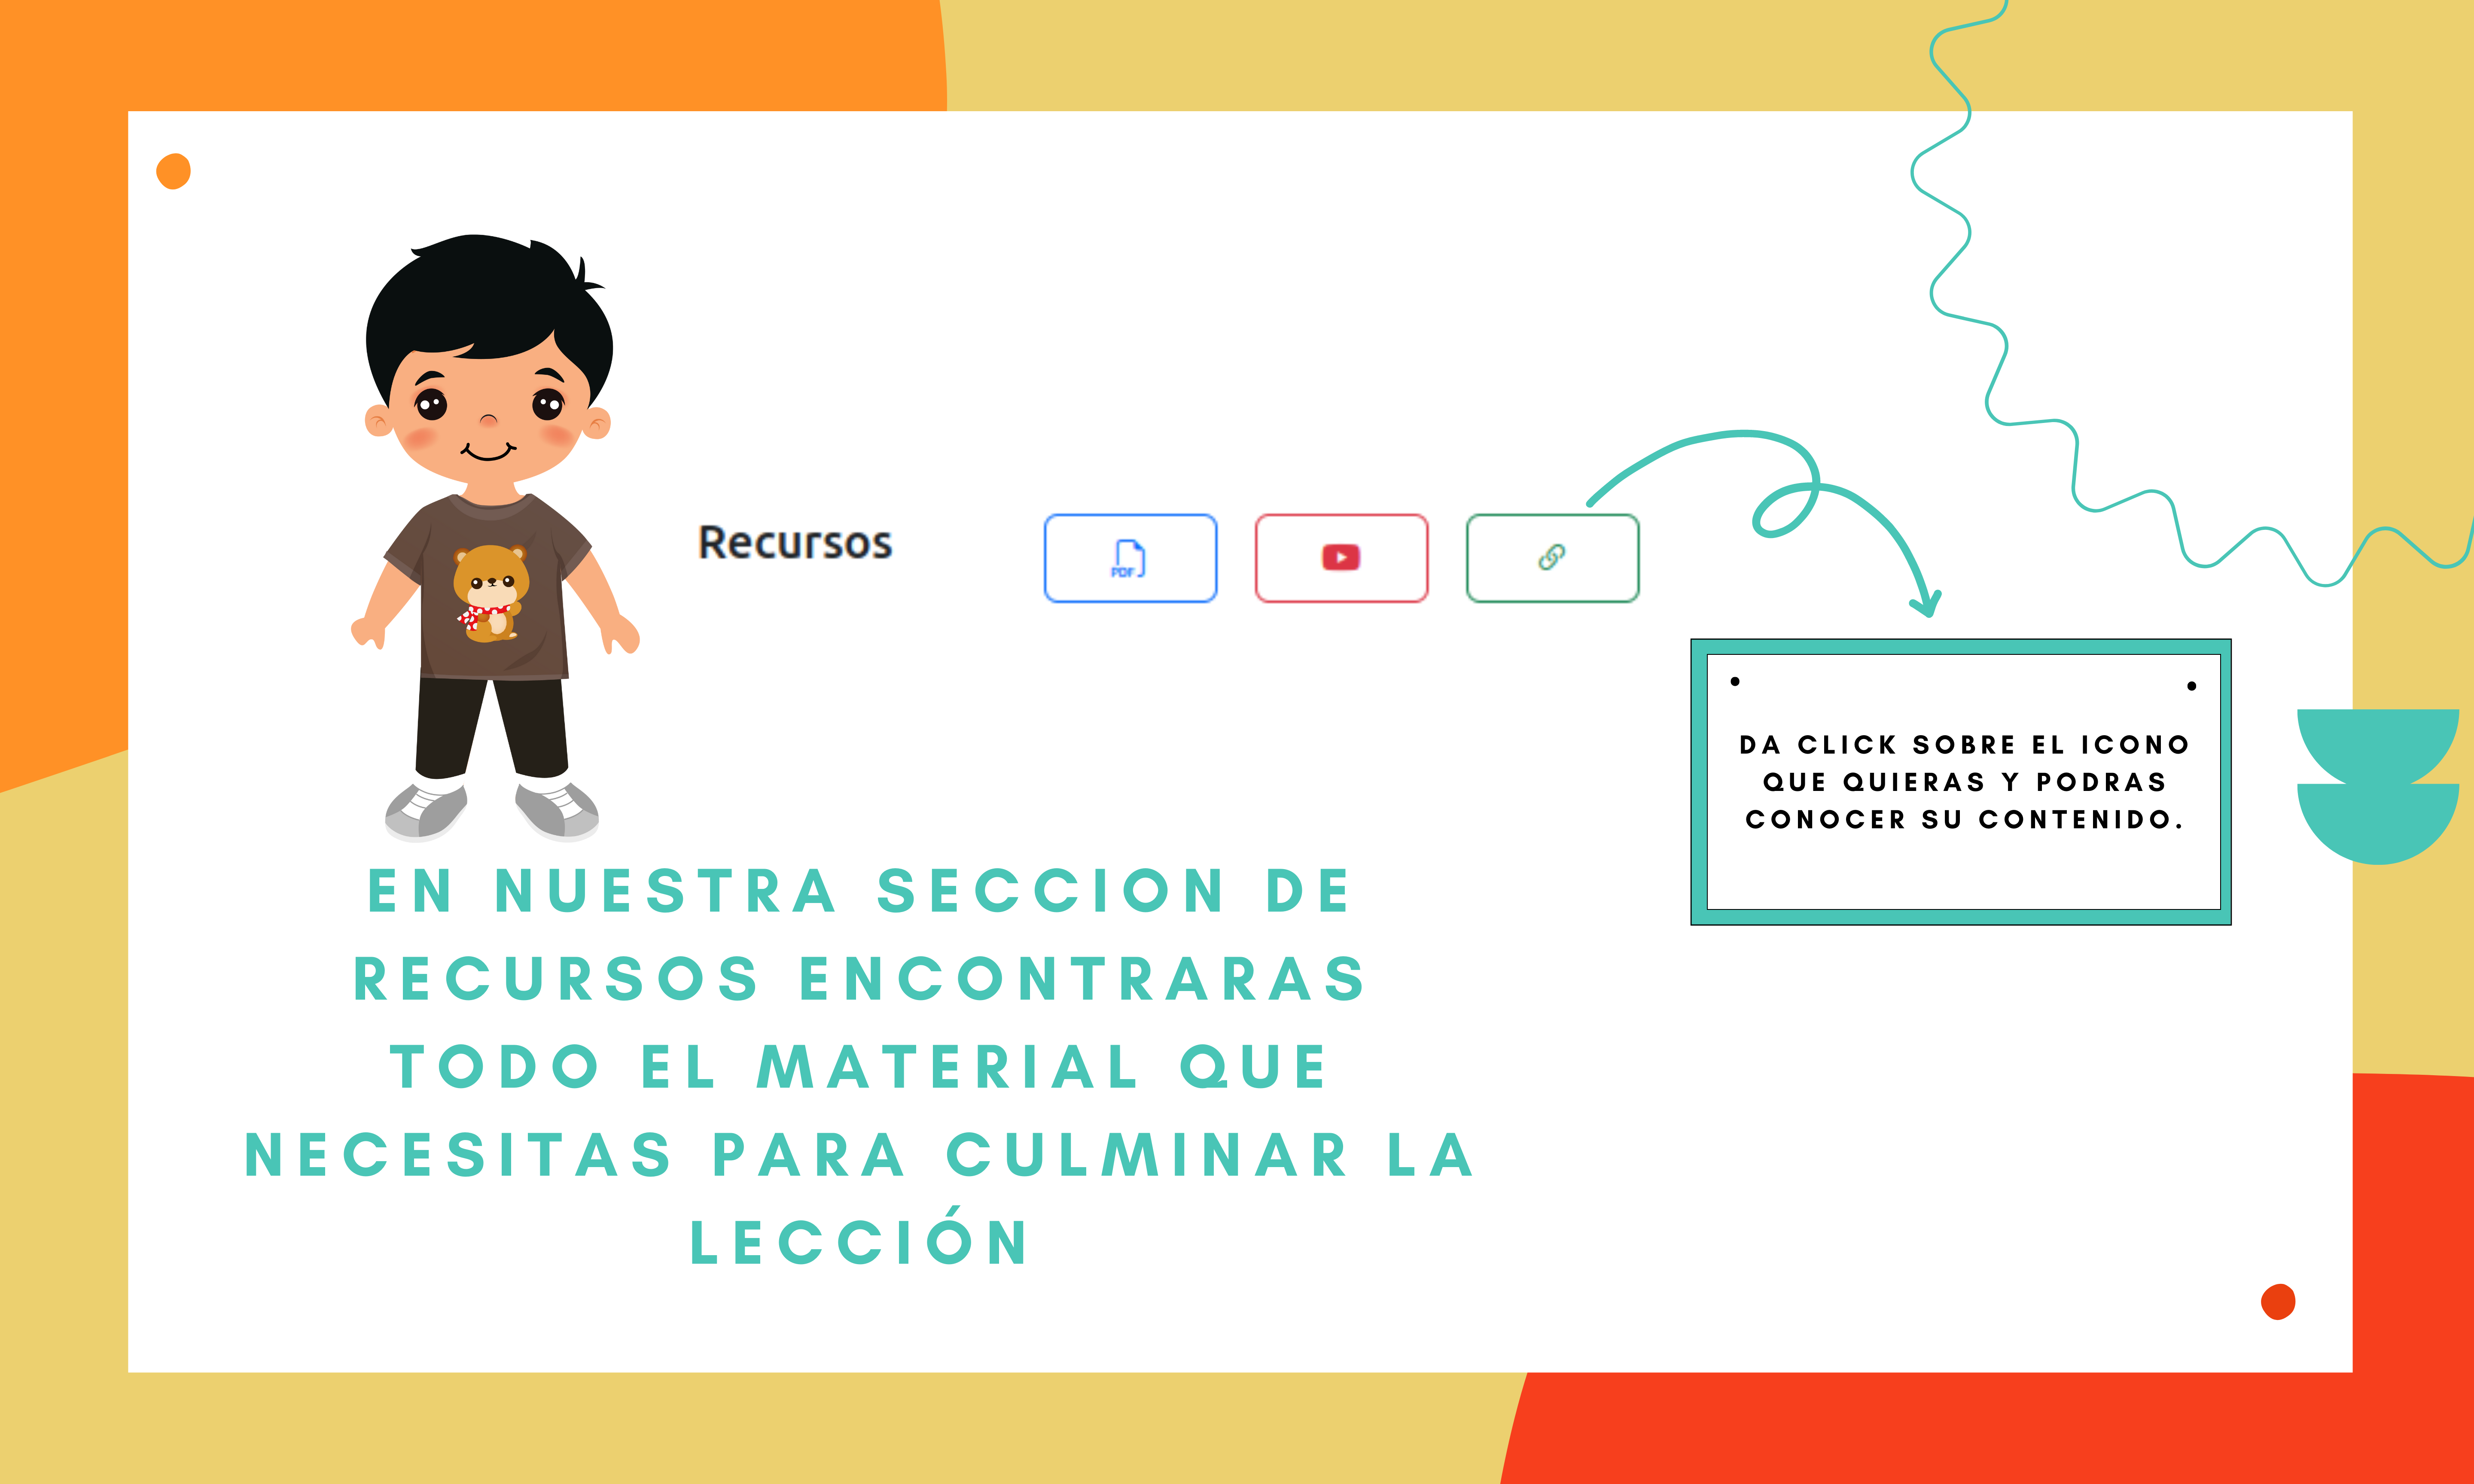 Recursos
PDF
DA CLICK SOBRE EL ICONO
QUE QUIERAS Y PODRAS
CONOCER SU CONTENIDO.
EN NUESTRA SECCION DE
RECURSOS ENCONTRARAS
TODO EL MATERIAL QUE
NECESITAS PARA CULMINAR LA
LECCIÓN